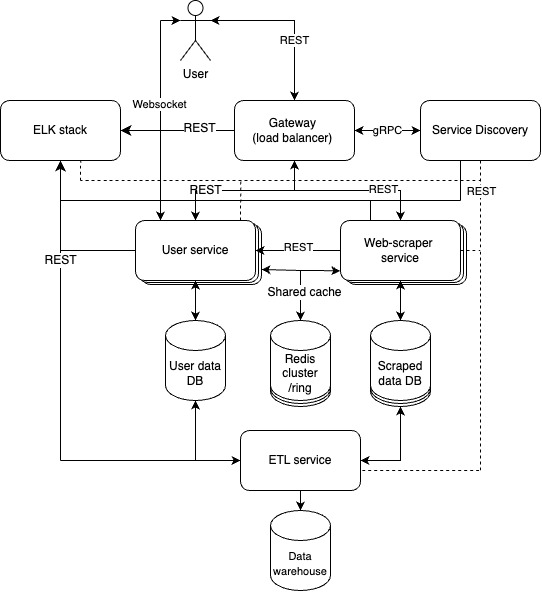 REST
User
Websocket
ELK stack
REST
Gateway
(load balancer)
gRPC
Service Discovery
REST
REST
REST
User service
REST
Web-scraper
service
REST
Shared cache
User data
DB
Redis
cluster
/ring
Scraped
data DB
ETL service
Data
warehouse